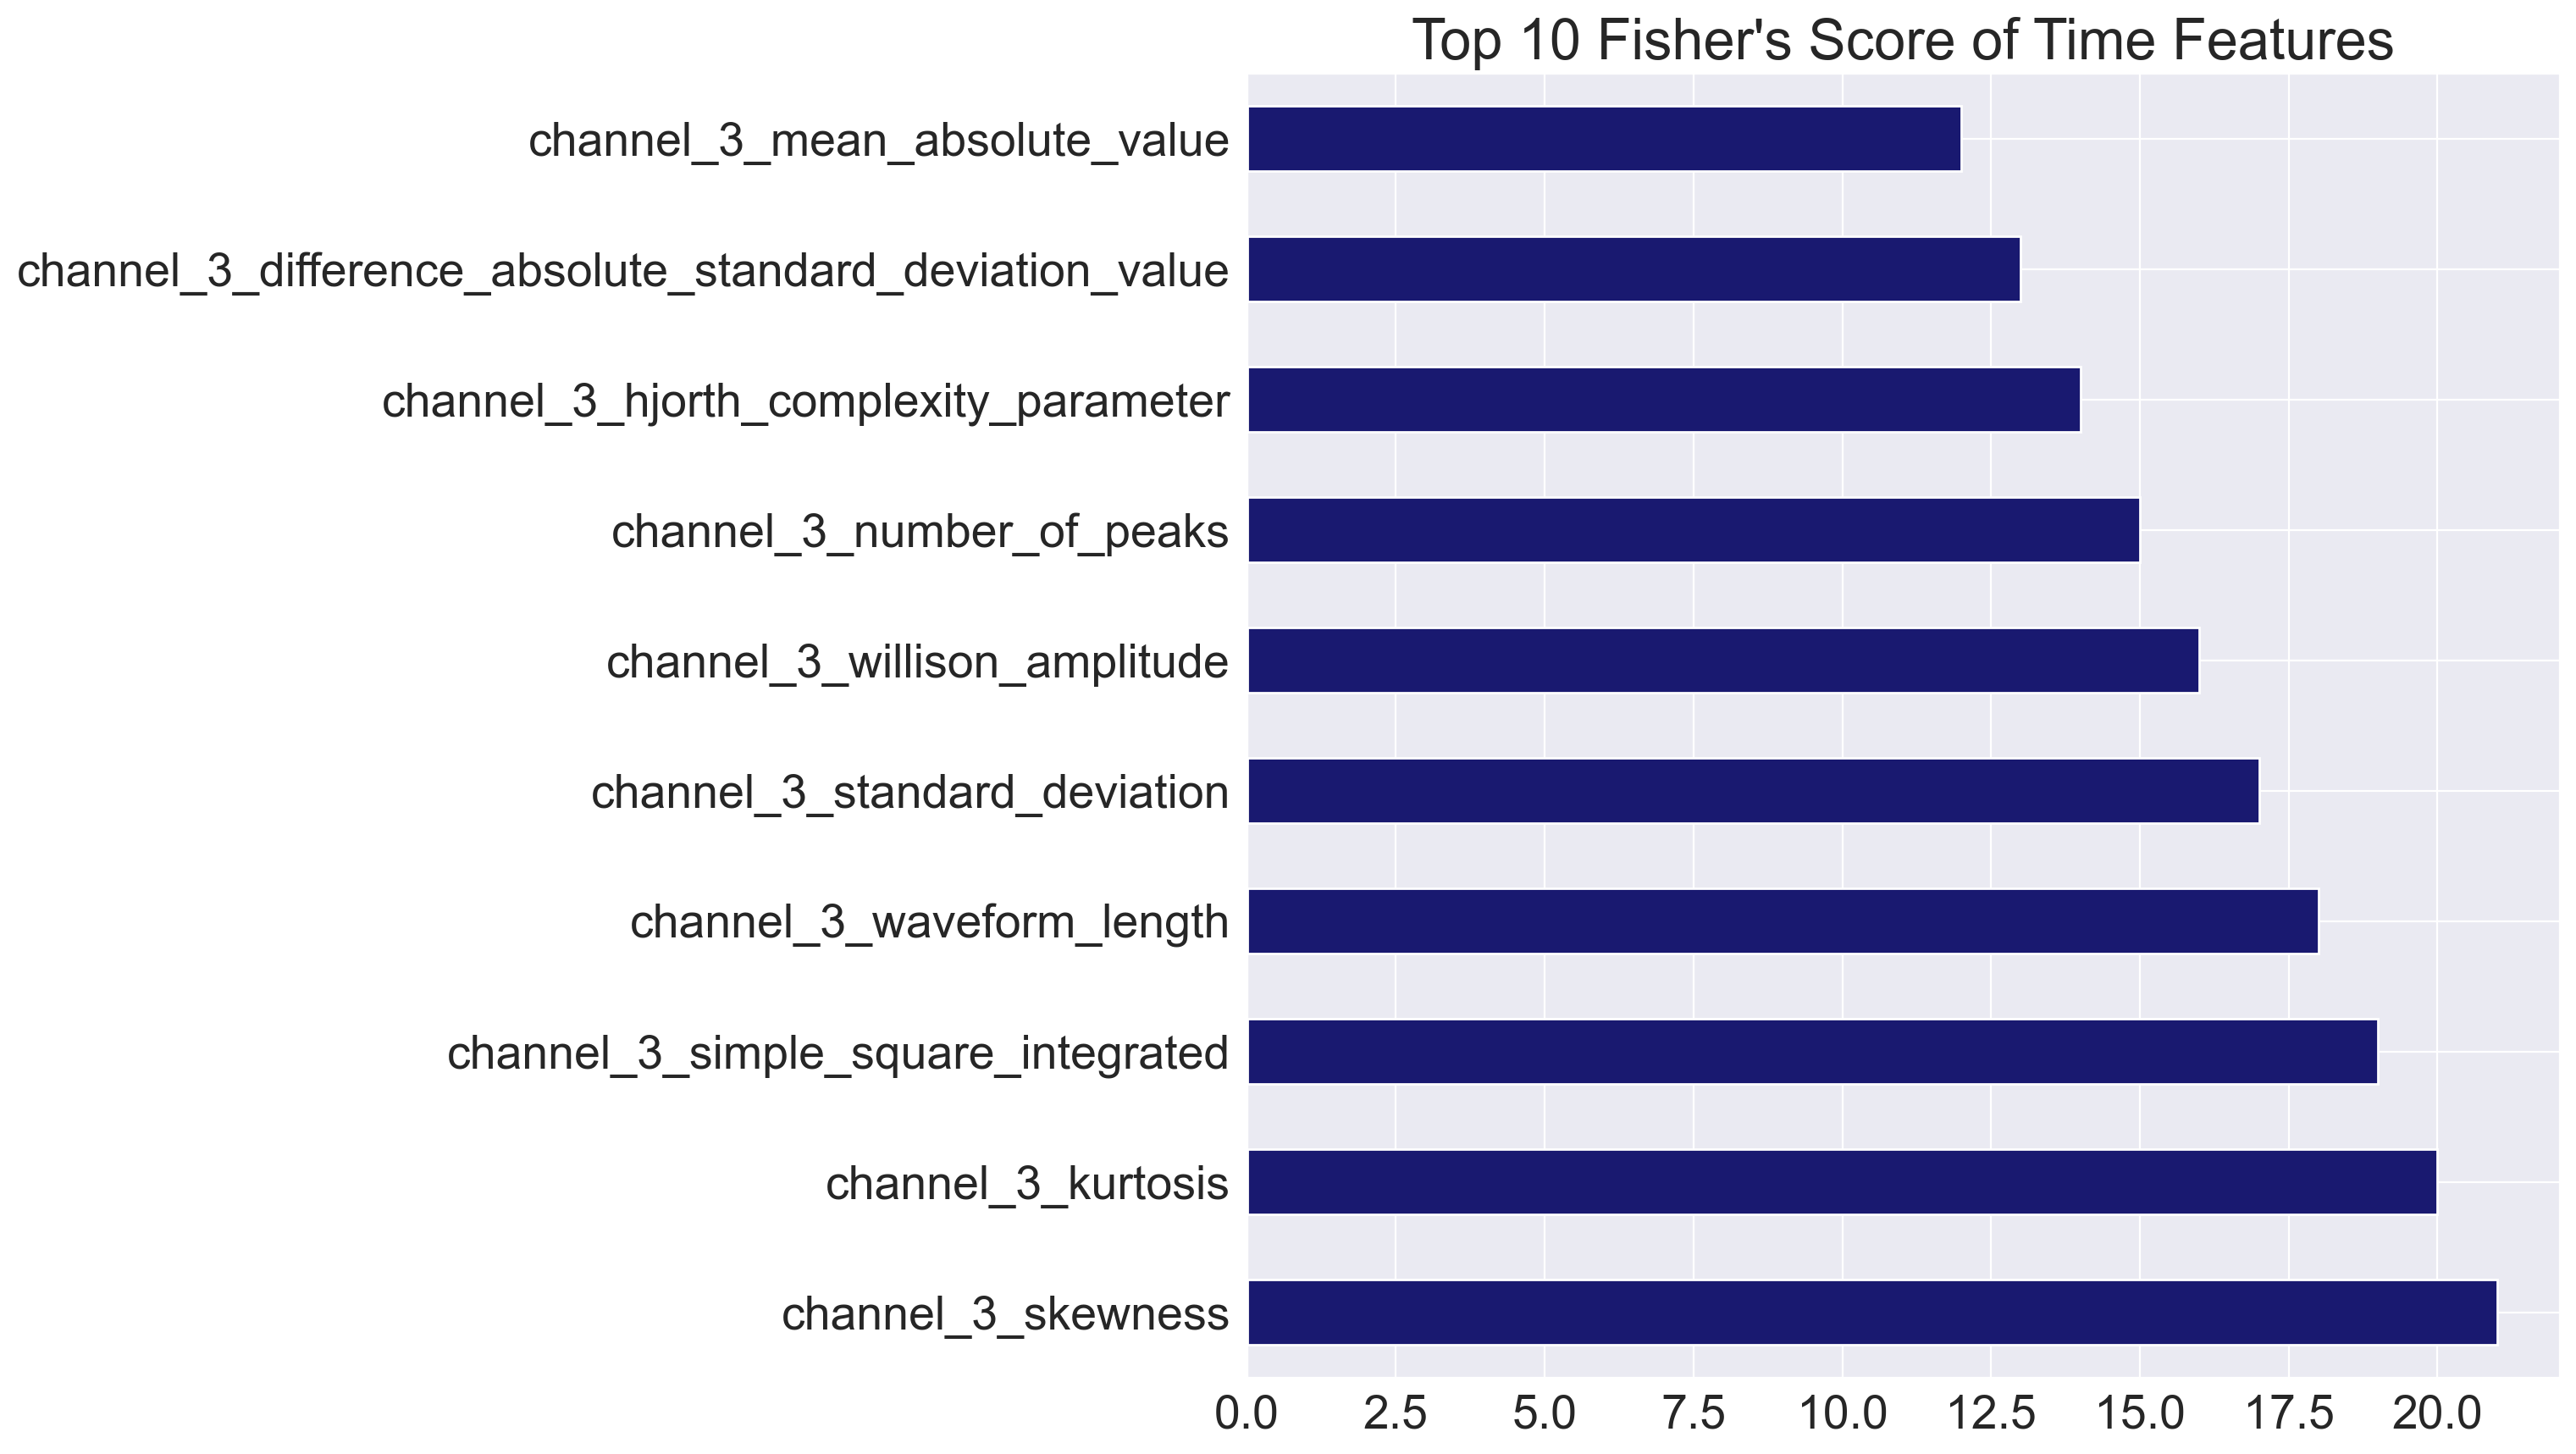 Top 10 Fisher's Score of Time Features
channel_3_mean_absolute_value
channel_3_difference_absolute_standard_deviation_value
channel_3_hjorth_complexity_parameter
channel_3_number_of_peaks
channel_3_willison_amplitude
channel_3_standard_deviation
channel_3_waveform_length
channel_3_simple_square_integrated
channel_3_kurtosis
channel_3_skewness
0.0 2.5 5.0 7.5 10.0 12.5 15.0 17.5 20.0